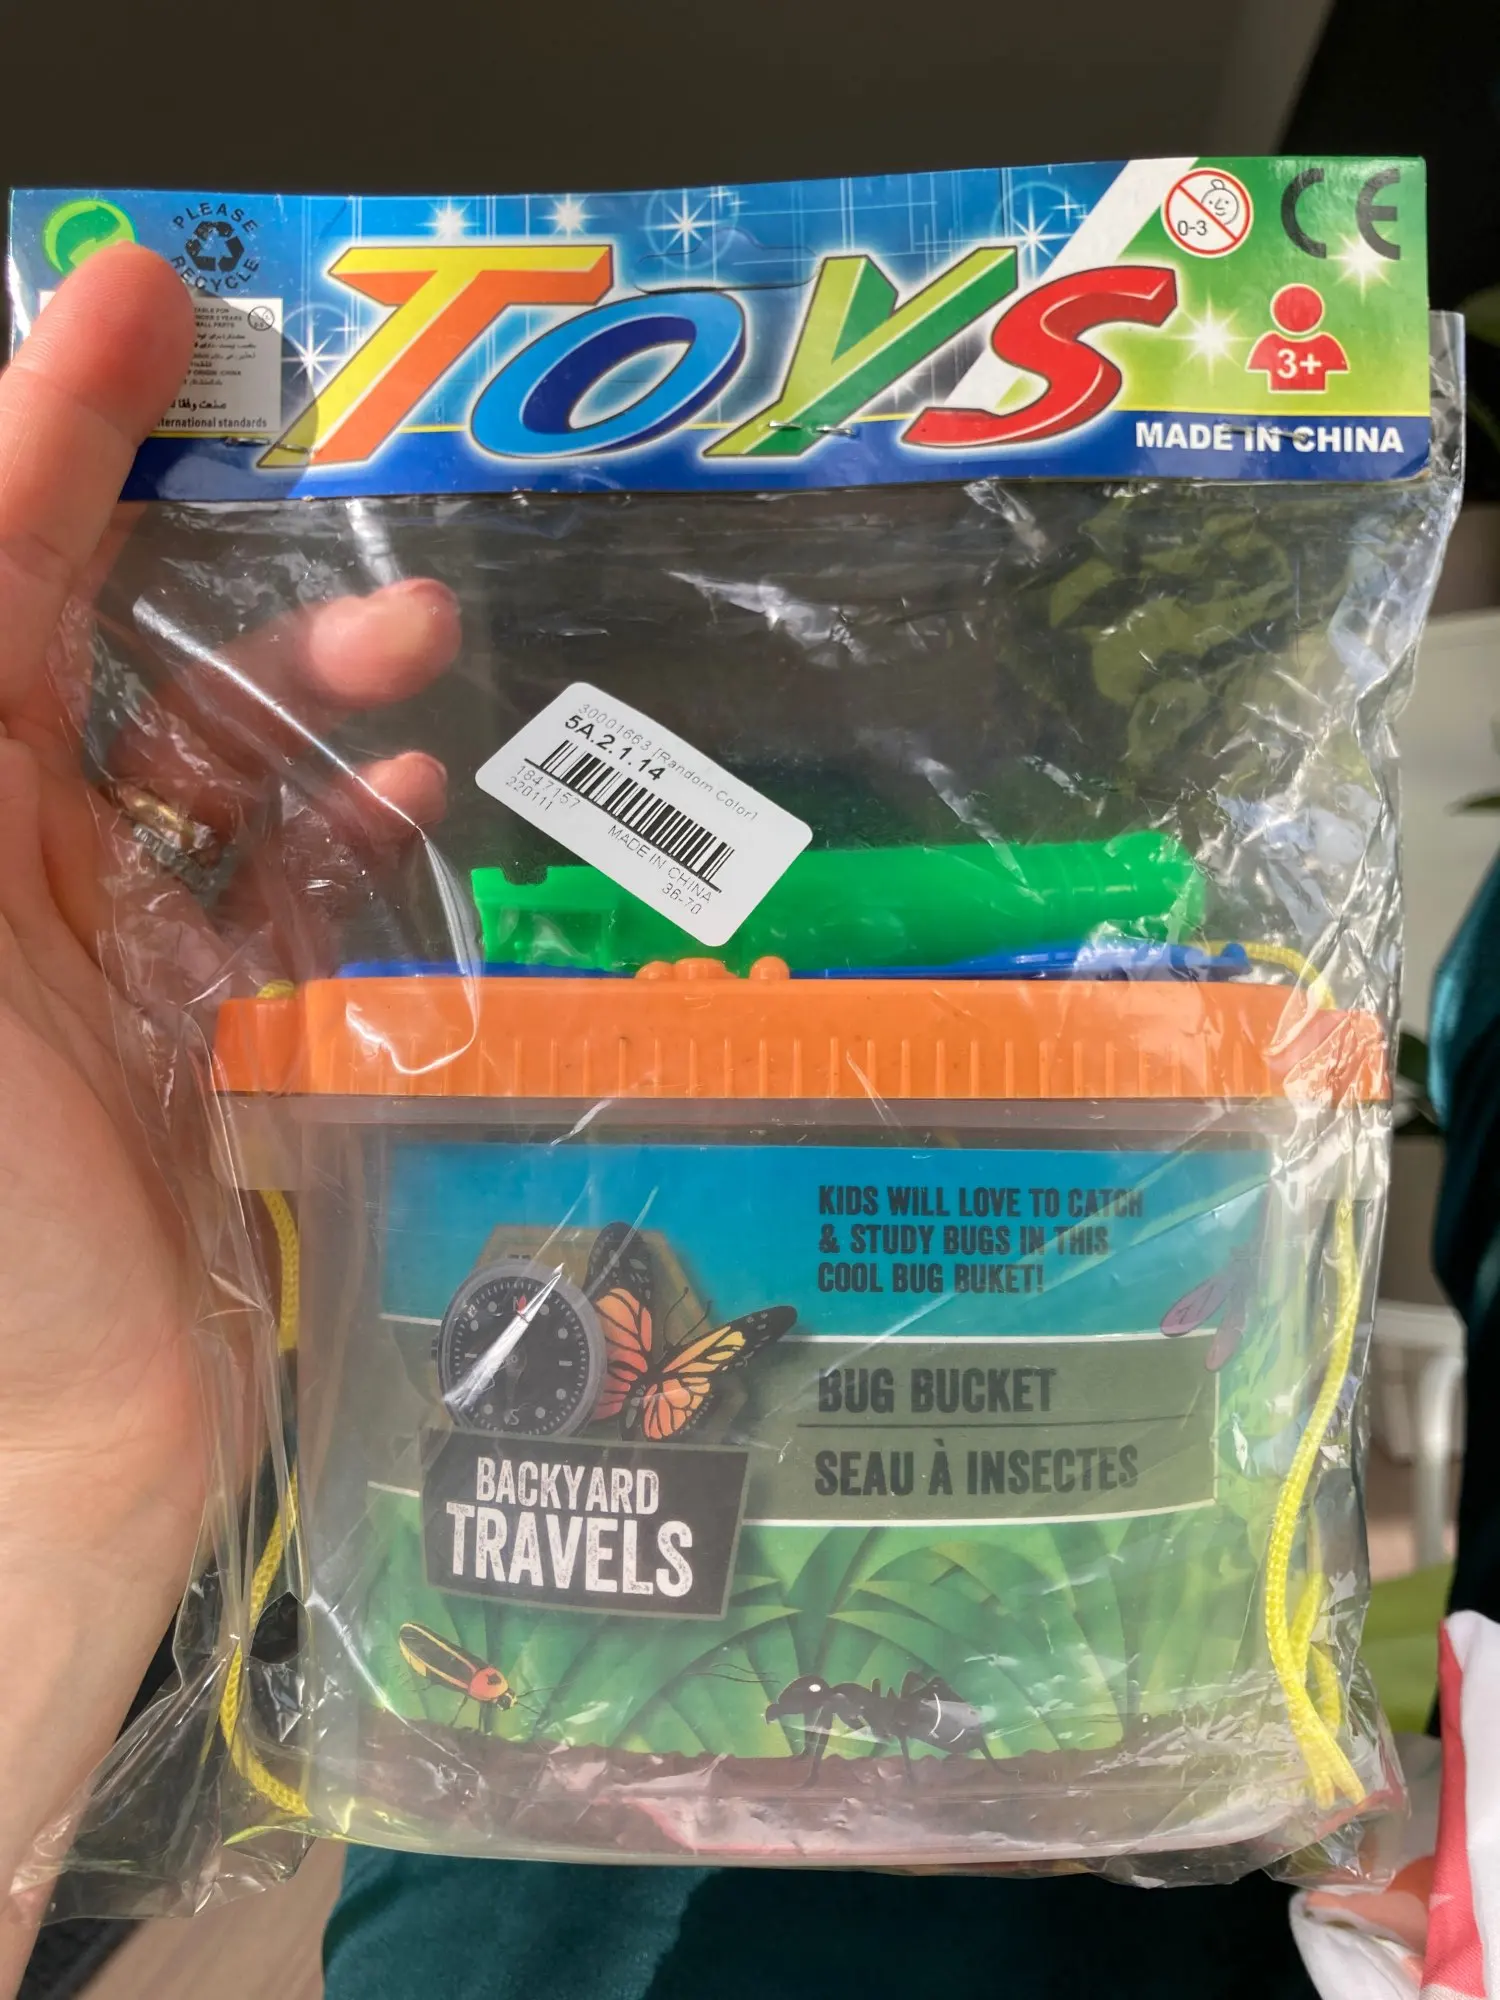 PLEASE
RECYCLE
TOYS
0-3
CE
3+
MADE IN CHINA
ternational standards
30001663 [Random Color]
5A.2.1.14
1847157
220111
MADE IN CHINA
36-70
KIDS WILL LOVE TO CATCH
& STUDY BUGS IN THIS
COOL BUG BUKET!
BUG BUCKET
SEAU À INSECTES
BACKYARD
TRAVELS